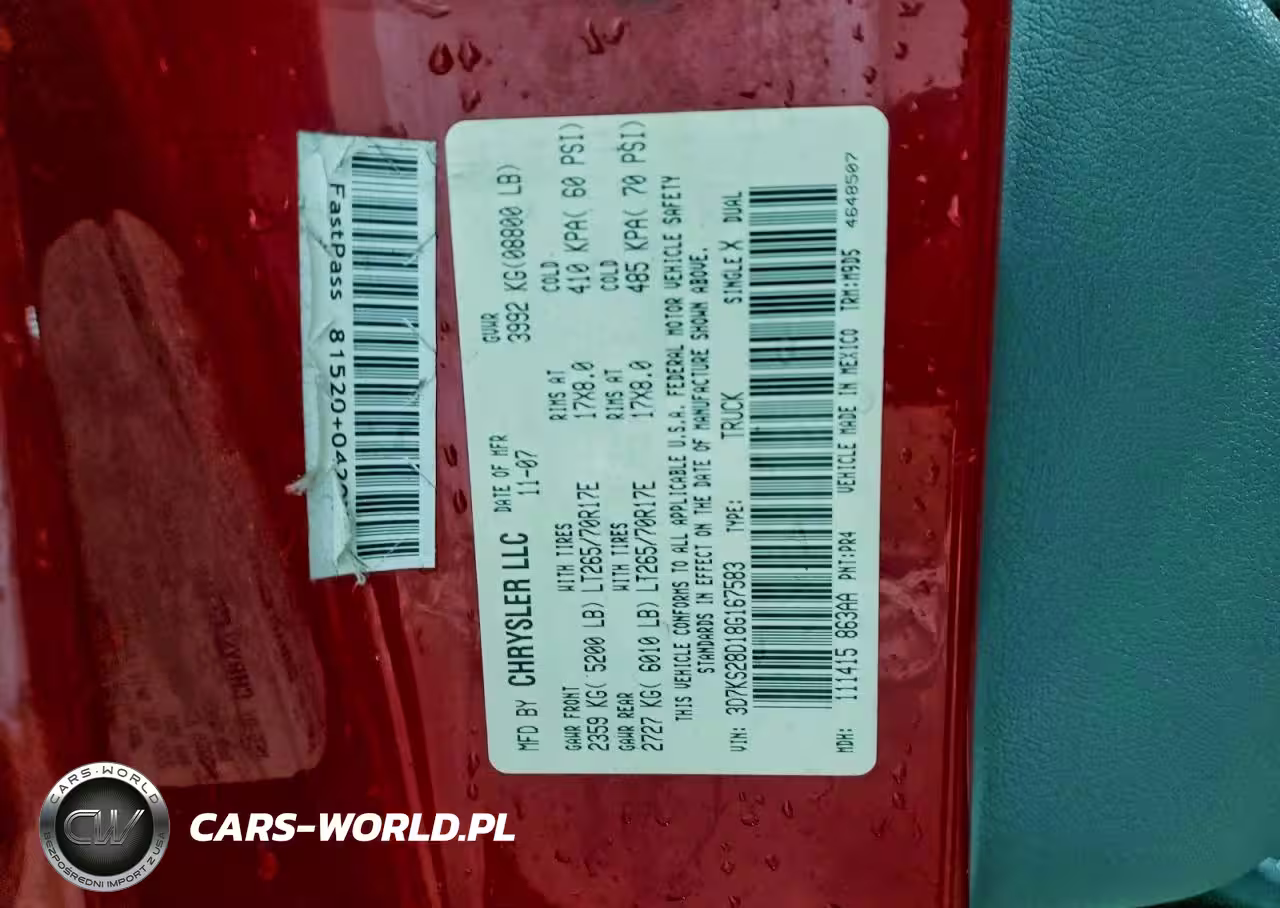 FastPass 81520+042
MFD BY CHRYSLER LLC
DATE OF MFR
11-07
GVWR
3992 KG(08800 LB)
GAWR FRONT
WITH TIRES
RIMS AT
COLD
2359 KG( 5200 LB) LT265/70R17E 17X8.0 410 KPA( 60 PSI)
GAWR REAR
WITH TIRES
RIMS AT
COLD
2727 KG( 6010 LB) LT265/70R17E 17X8.0 485 KPA( 70 PSI)
THIS VEHICLE CONFORMS TO ALL APPLICABLE U.S.A. FEDERAL MOTOR VEHICLE SAFETY
STANDARDS IN EFFECT ON THE DATE OF MANUFACTURE SHOWN ABOVE.
VIN: 3D7KS28D18G167583 TYPE: TRUCK SINGLE X DUAL
MDH: 111415 863AA PNT:PR4 VEHICLE MADE IN MEXICO TRM:M9D5 4648507
CARS-WORLD
CW
BEZPOŚREDNI IMPORT Z USA
CARS-WORLD.PL